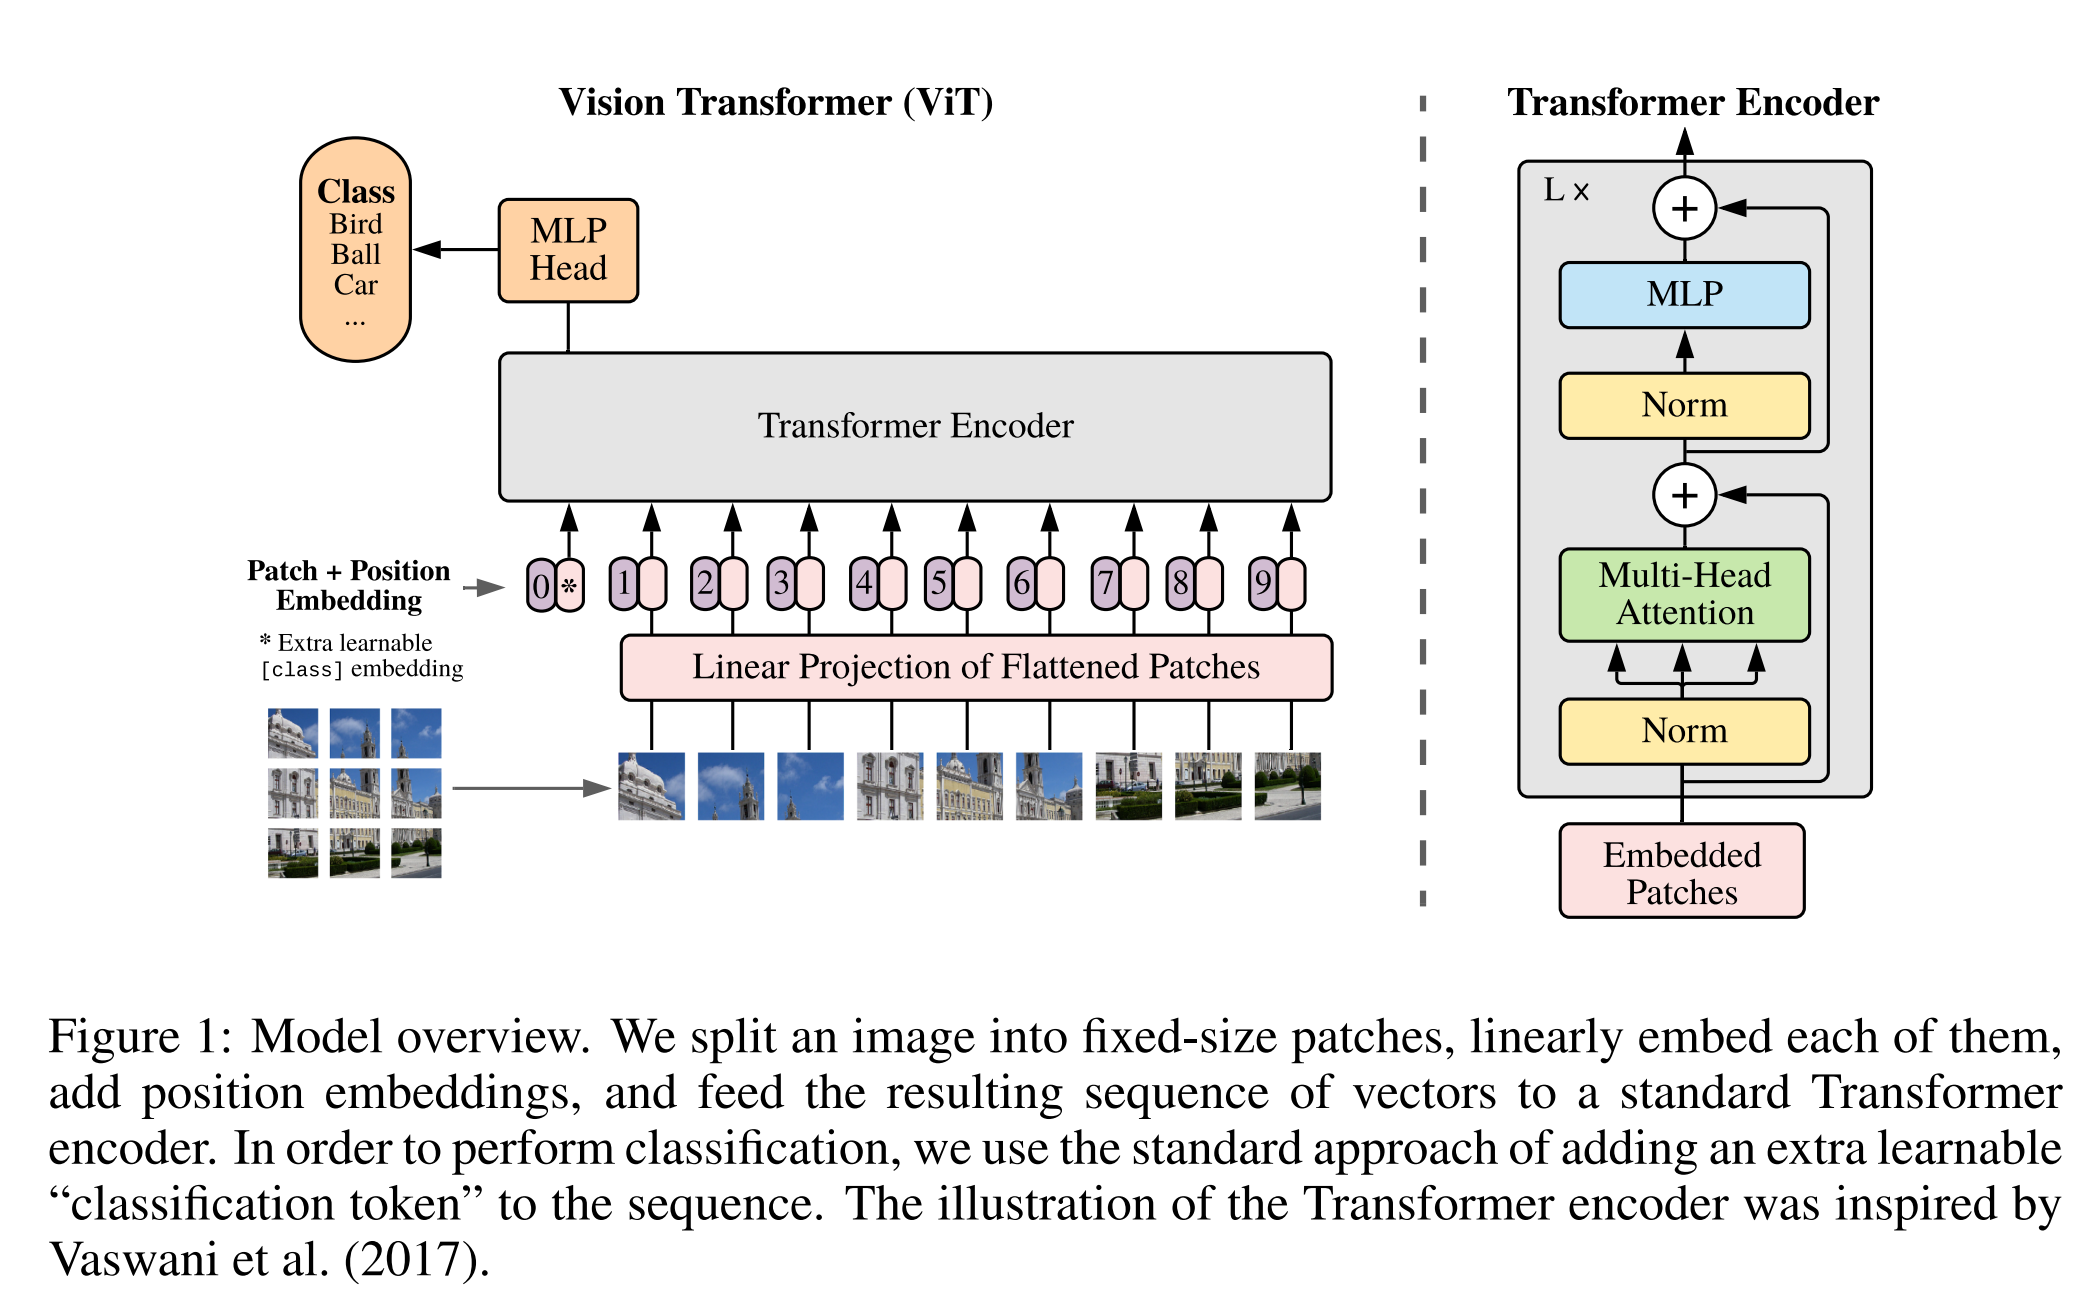 Vision Transformer (ViT)
Class
Bird
Ball
Car
...
MLP
Head
Transformer Encoder
Patch + Position
Embedding
* Extra learnable
[class] embedding
0 *
1
2
3
4
5
6
7
8
9
Linear Projection of Flattened Patches
Transformer Encoder
L x
+
MLP
Norm
+
Multi-Head
Attention
Norm
Embedded
Patches
Figure 1: Model overview. We split an image into fixed-size patches, linearly embed each of them,
add position embeddings, and feed the resulting sequence of vectors to a standard Transformer
encoder. In order to perform classification, we use the standard approach of adding an extra learnable
“classification token” to the sequence. The illustration of the Transformer encoder was inspired by
Vaswani et al. (2017).